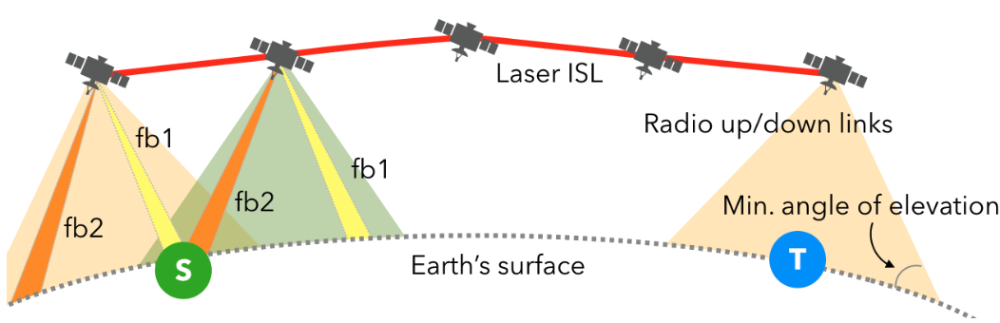 Laser ISL
Radio up/down links
fb1
fb1
fb2
fb2
Min. angle of elevation
S
T
Earth's surface